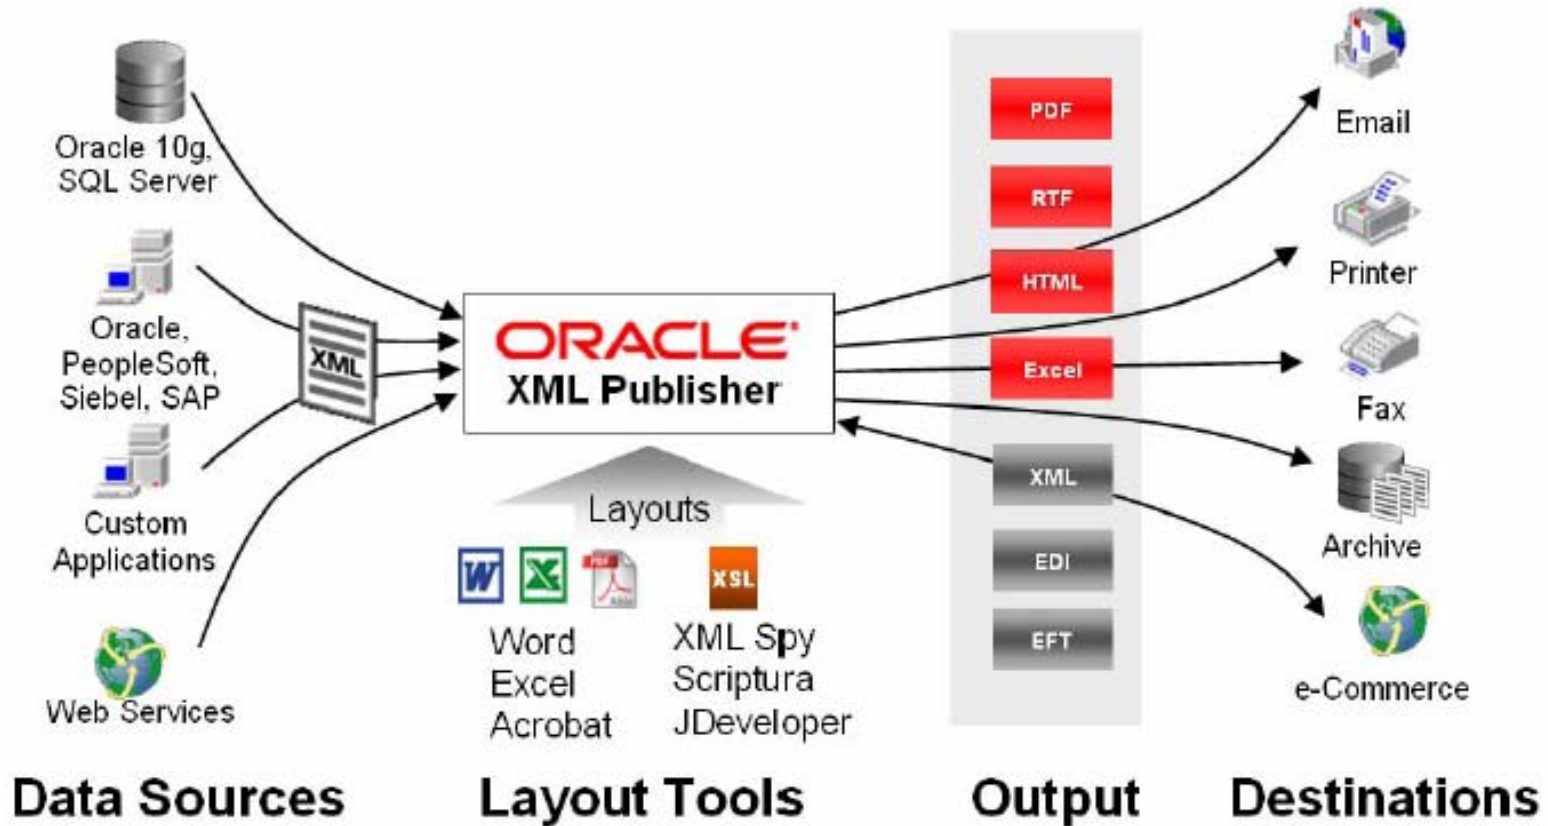 Oracle 10g,
SQL Server
Oracle,
PeopleSoft,
Siebel, SAP
Custom
Applications
Web Services
XML
ORACLE
XML Publisher
Layouts
W
X
PDF
Adobe
XSL
Word
Excel
Acrobat
XML Spy
Scriptura
JDeveloper
PDF
RTF
HTML
Excel
XML
EDI
EFT
Email
Printer
Fax
Archive
e-Commerce
Data Sources
Layout Tools
Output
Destinations